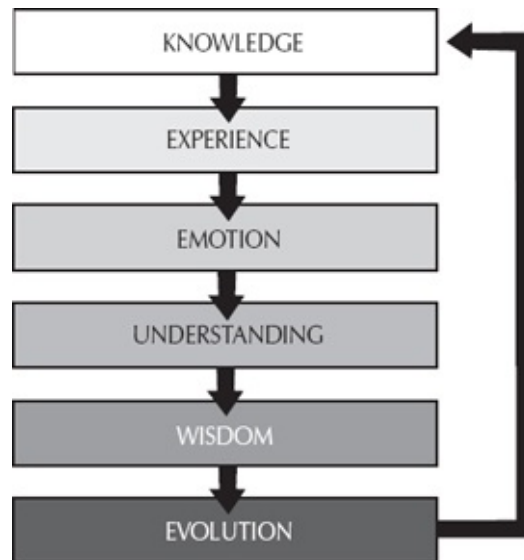 KNOWLEDGE
EXPERIENCE
EMOTION
UNDERSTANDING
WISDOM
EVOLUTION